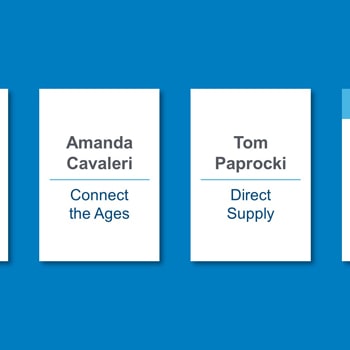 Amanda
Cavaleri
Connect
the Ages
Tom
Paprocki
Direct
Supply